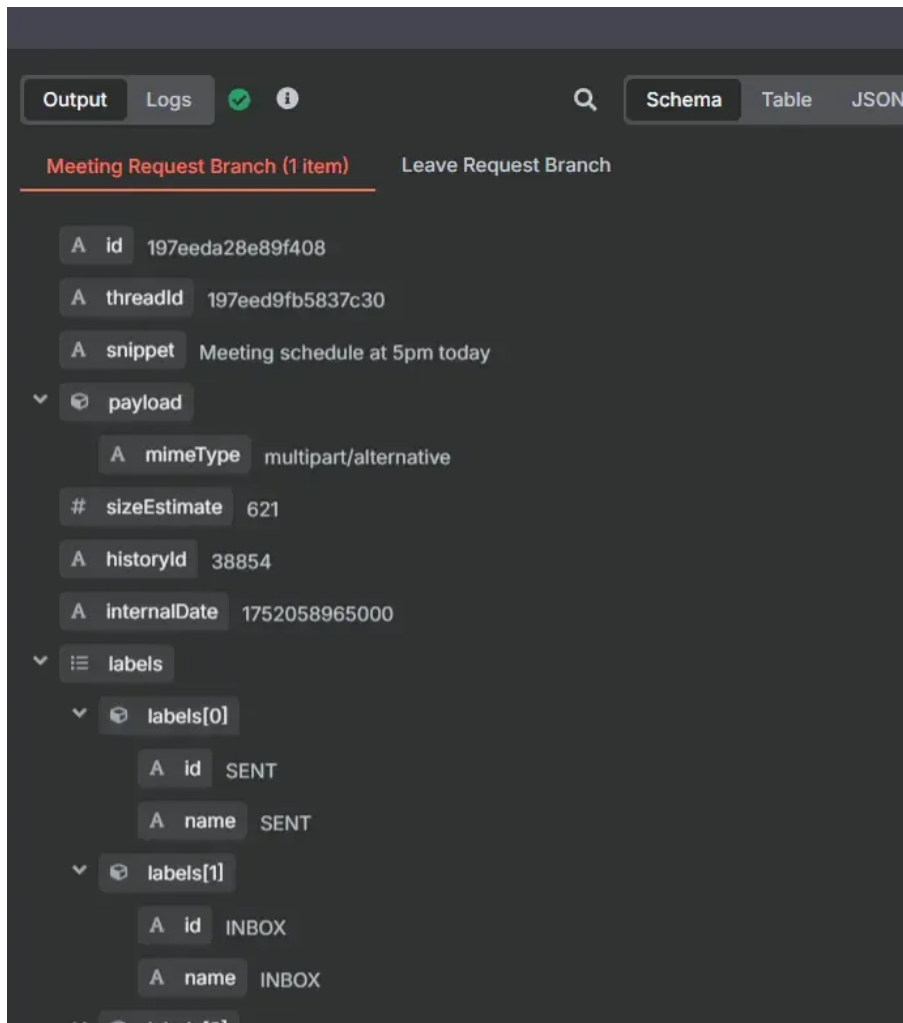 Output Logs Schema Table JSON
Meeting Request Branch (1 item) Leave Request Branch
A id 197eeda28e89f408
A threadId 197eed9fb5837c30
A snippet Meeting schedule at 5pm today
payload
A mimeType multipart/alternative
# sizeEstimate 621
A historyId 38854
A internalDate 1752058965000
labels
labels[0]
A id SENT
A name SENT
labels[1]
A id INBOX
A name INBOX